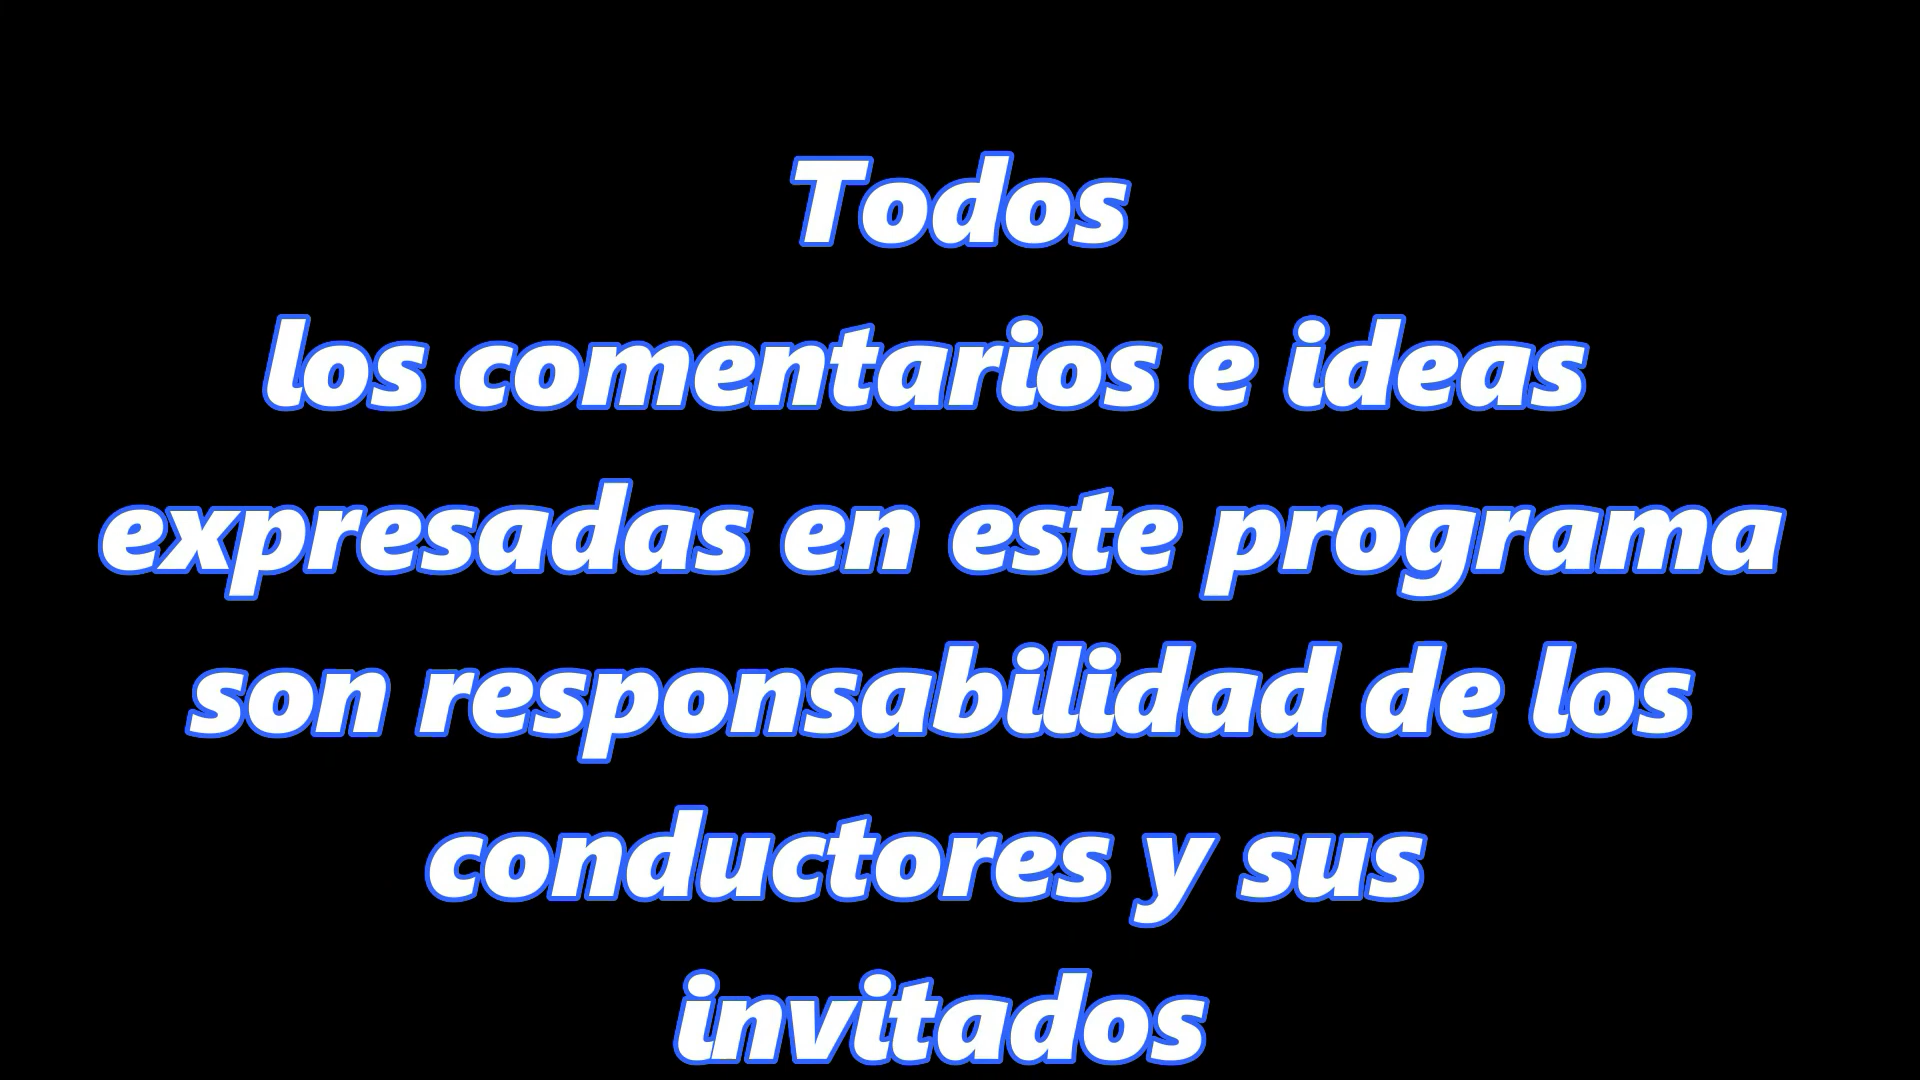 Todos
los comentarios e ideas
expresadas en este programa
son responsabilidad de los
conductores y sus
invitados